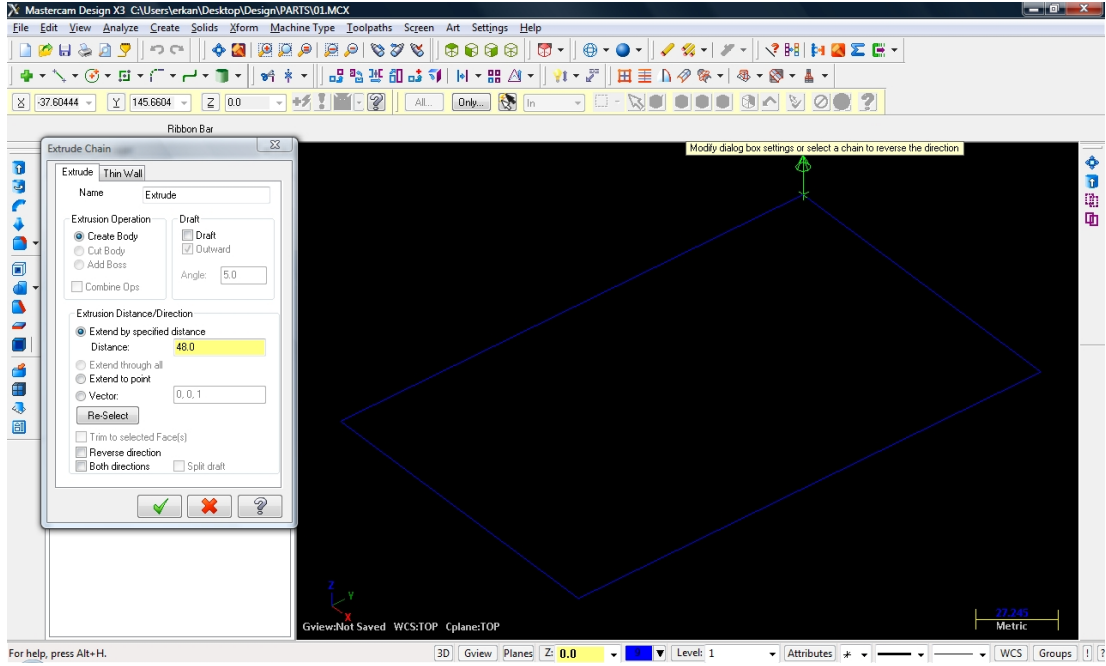 Mastercam Design X3 C:\Users\erkan\Desktop\Design\PARTS\01.MCX
File Edit View Analyze Create Solids Xform Machine Type Toolpaths Screen Art Settings Help
X -37.60444 Y 145.6604 Z 0.0 All... Only... In
Ribbon Bar
Extrude Chain
Modify dialog box settings or select a chain to reverse the direction
Extrude Thin Wall
Name Extrude
Extrusion Operation Draft
Create Body Draft
Cut Body Outward
Add Boss
Angle: 5.0
Combine Ops
Extrusion Distance/Direction
Extend by specified distance
Distance: 48.0
Extend through all
Extend to point
Vector: 0, 0, 1
Re-Select
Trim to selected Face(s)
Reverse direction
Both directions Split draft
Z
Y
X
27.245
Metric
Gview:Not Saved WCS:TOP Cplane:TOP
For help, press Alt+H. 3D Gview Planes Z: 0.0 Level: 1 Attributes WCS Groups ! ?